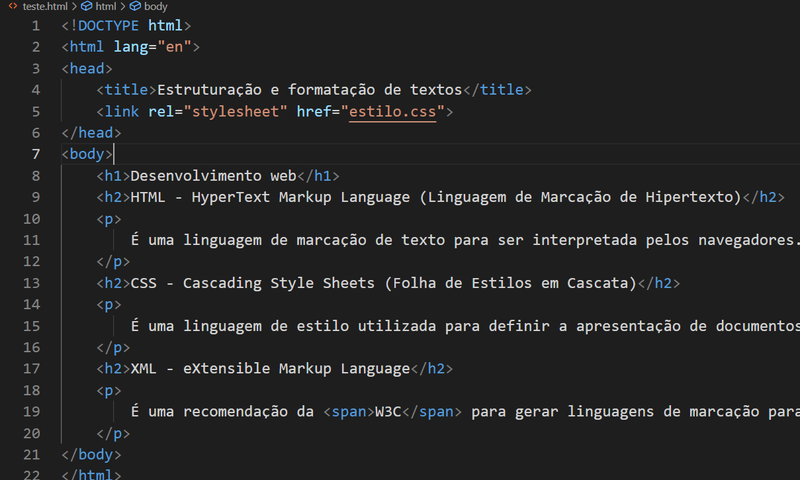 teste.html > html > body
1 <!DOCTYPE html>
2 <html lang="en">
3 <head>
4 <title>Estruturação e formatação de textos</title>
5 <link rel="stylesheet" href="estilo.css">
6 </head>
7 <body>
8 <h1>Desenvolvimento web</h1>
9 <h2>HTML - HyperText Markup Language (Linguagem de Marcação de Hipertexto)</h2>
10 <p>
11 É uma linguagem de marcação de texto para ser interpretada pelos navegadores.
12 </p>
13 <h2>CSS - Cascading Style Sheets (Folha de Estilos em Cascata)</h2>
14 <p>
15 É uma linguagem de estilo utilizada para definir a apresentação de documentos
16 </p>
17 <h2>XML - eXtensible Markup Language</h2>
18 <p>
19 É uma recomendação da <span>W3C</span> para gerar linguagens de marcação para
20 </p>
21 </body>
22 </html>